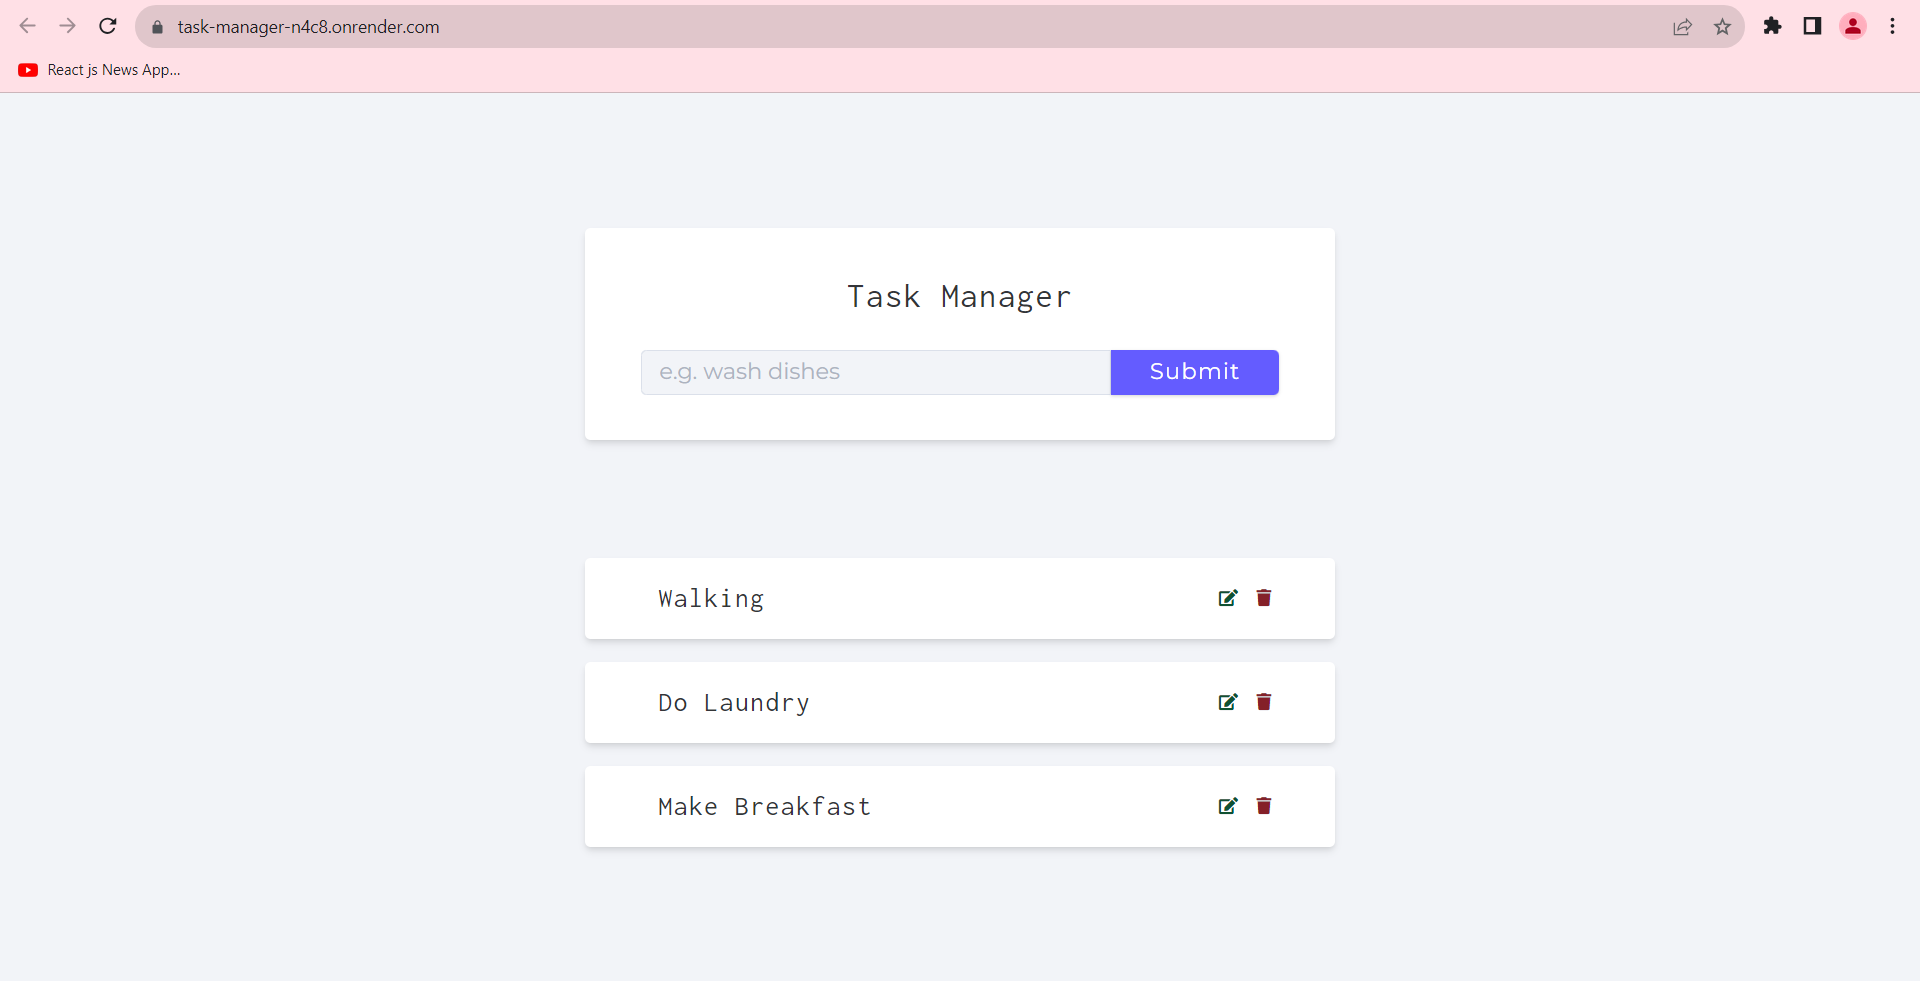 task-manager-n4c8.onrender.com
React js News App...
Task Manager
e.g. wash dishes
Submit
Walking
Do Laundry
Make Breakfast